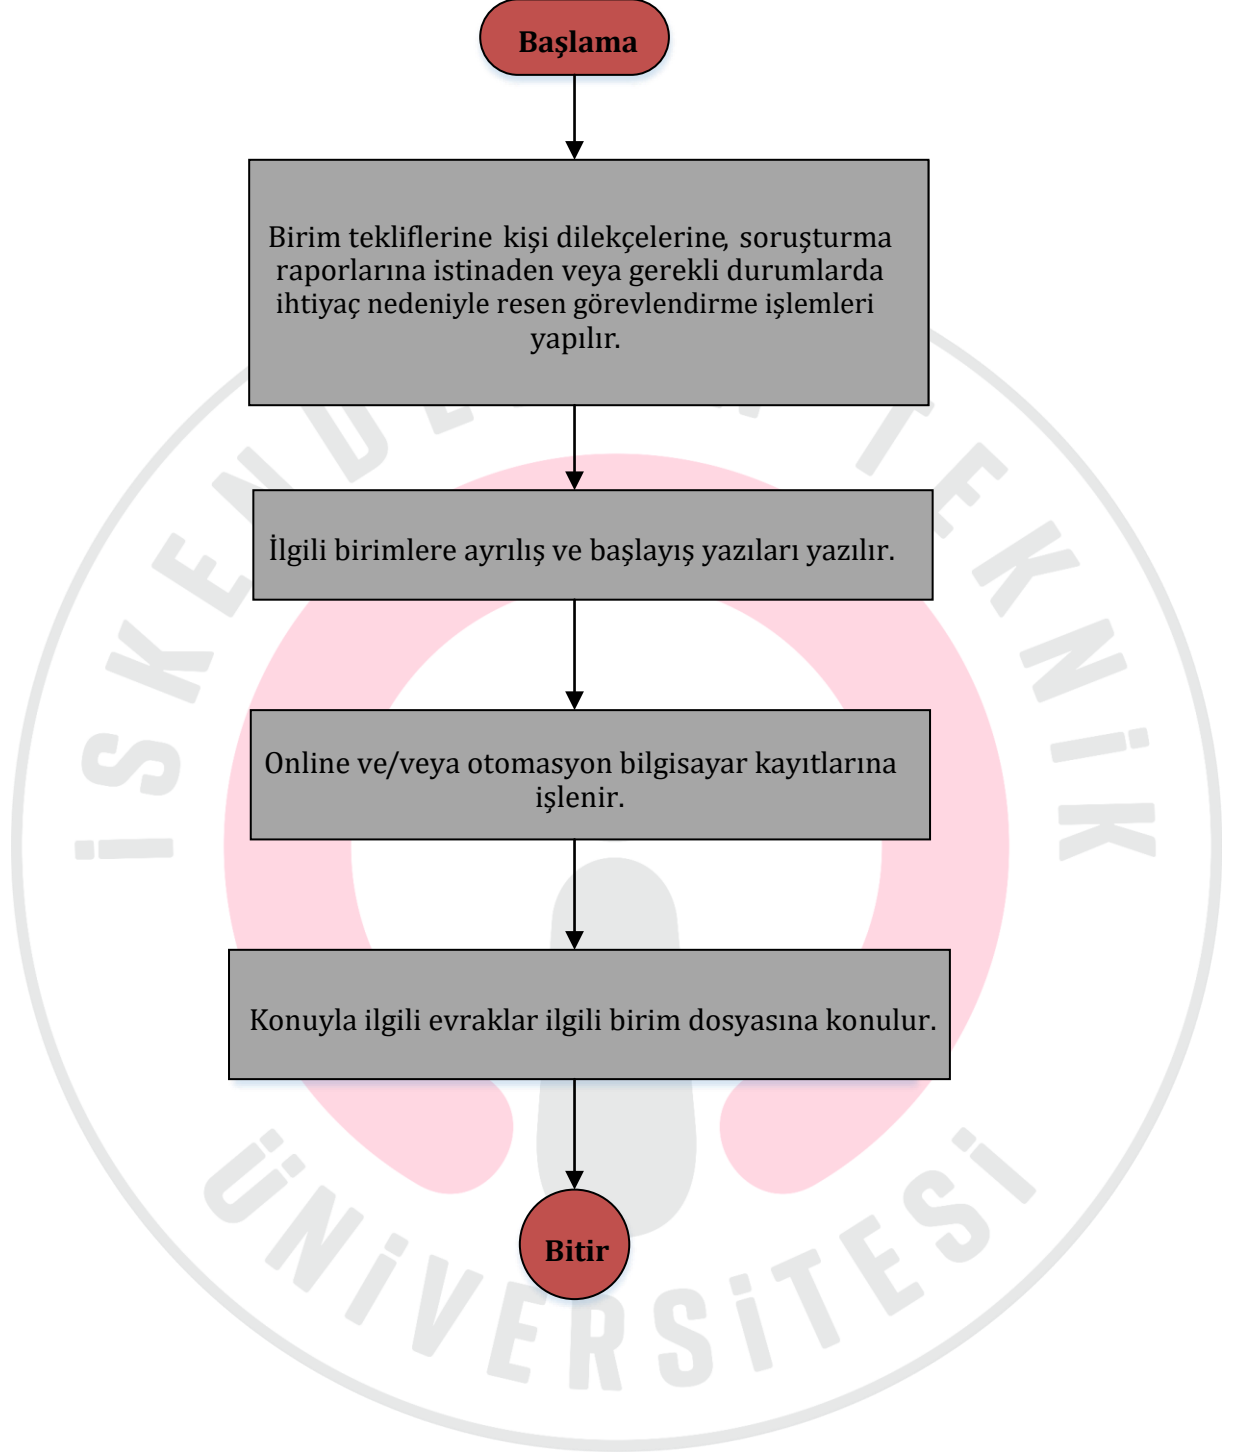 Başlama
Birim tekliflerine kişi dilekçelerine, soruşturma
raporlarına istinaden veya gerekli durumlarda
ihtiyaç nedeniyle resen görevlendirme işlemleri
yapılır.
İlgili birimlere ayrılış ve başlayış yazıları yazılır.
Online ve/veya otomasyon bilgisayar kayıtlarına
işlenir.
Konuyla ilgili evraklar ilgili birim dosyasına konulur.
Bitir
TEKNİK
ÜNİVERSİTESİ